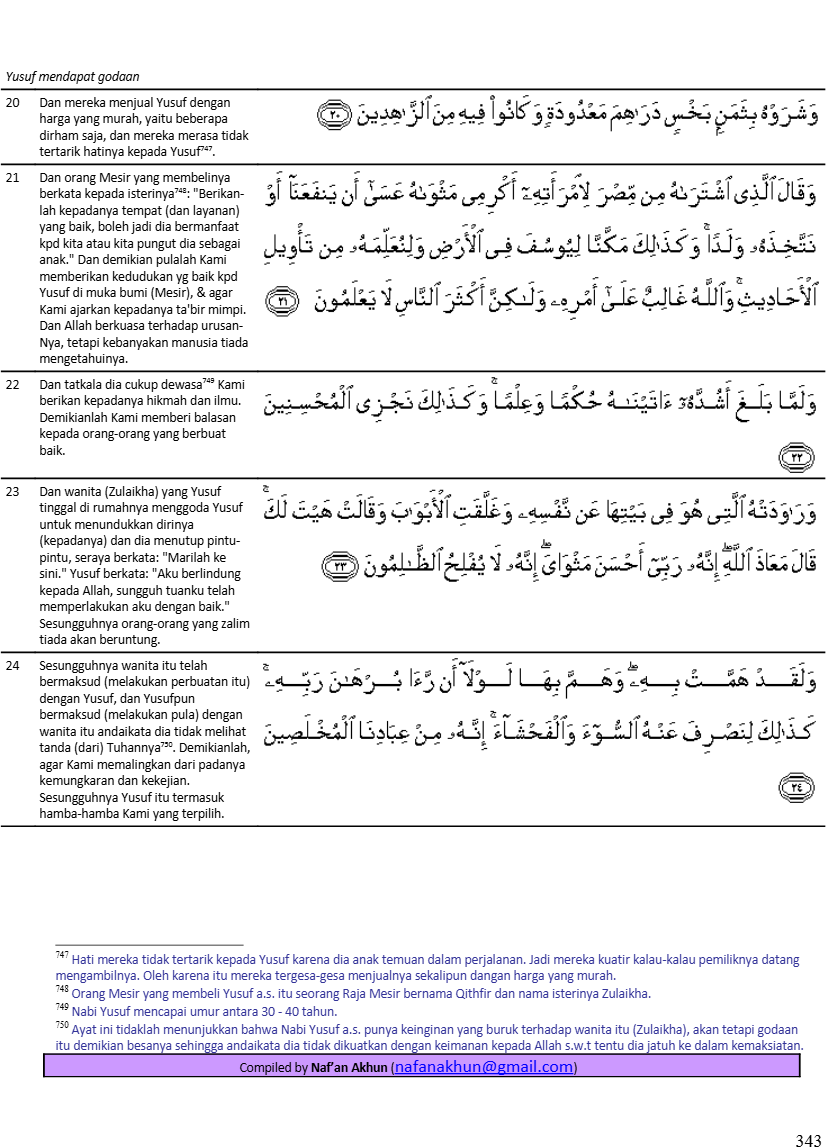 Yusuf mendapat godaan
20 Dan mereka menjual Yusuf dengan
harga yang murah, yaitu beberapa
dirham saja, dan mereka merasa tidak
tertarik hatinya kepada Yusuf747.
وَشَرَوْهُ بِثَمَنٍۭ بَخْسٍ دَرَٰهِمَ مَعْدُودَةٍ وَكَانُوا۟ فِيهِ مِنَ ٱلزَّٰهِدِينَ ﴿٢٠﴾
21 Dan orang Mesir yang membelinya
berkata kepada isterinya748: "Berikan-
lah kepadanya tempat (dan layanan)
yang baik, boleh jadi dia bermanfaat
kpd kita atau kita pungut dia sebagai
anak." Dan demikian pulalah Kami
memberikan kedudukan yg baik kpd
Yusuf di muka bumi (Mesir), & agar
Kami ajarkan kepadanya ta'bir mimpi.
Dan Allah berkuasa terhadap urusan-
Nya, tetapi kebanyakan manusia tiada
mengetahuinya.
وَقَالَ ٱلَّذِى ٱشْتَرَىٰهُ مِن مِّصْرَ لِٱمْرَأَتِهِۦٓ أَكْرِمِى مَثْوَىٰهُ عَسَىٰٓ أَن يَنفَعَنَآ أَوْ
نَتَّخِذَهُۥ وَلَدًا ۚ وَكَذَٰلِكَ مَكَّنَّا لِيُوسُفَ فِى ٱلْأَرْضِ وَلِنُعَلِّمَهُۥ مِن تَأْوِيلِ
ٱلْأَحَادِيثِ ۚ وَٱللَّهُ غَالِبٌ عَلَىٰٓ أَمْرِهِۦ وَلَٰكِنَّ أَكْثَرَ ٱلنَّاسِ لَا يَعْلَمُونَ ﴿٢١﴾
22 Dan tatkala dia cukup dewasa749 Kami
berikan kepadanya hikmah dan ilmu.
Demikianlah Kami memberi balasan
kepada orang-orang yang berbuat
baik.
وَلَمَّا بَلَغَ أَشُدَّهُۥٓ ءَاتَيْنَٰهُ حُكْمًا وَعِلْمًا ۚ وَكَذَٰلِكَ نَجْزِى ٱلْمُحْسِنِينَ
﴿٢٢﴾
23 Dan wanita (Zulaikha) yang Yusuf
tinggal di rumahnya menggoda Yusuf
untuk menundukkan dirinya
(kepadanya) dan dia menutup pintu-
pintu, seraya berkata: "Marilah ke
sini." Yusuf berkata: "Aku berlindung
kepada Allah, sungguh tuanku telah
memperlakukan aku dengan baik."
Sesungguhnya orang-orang yang zalim
tiada akan beruntung.
وَرَٰوَدَتْهُ ٱلَّتِى هُوَ فِى بَيْتِهَا عَن نَّفْسِهِۦ وَغَلَّقَتِ ٱلْأَبْوَٰبَ وَقَالَتْ هَيْتَ لَكَ ۚ
قَالَ مَعَاذَ ٱللَّهِ ۖ إِنَّهُۥ رَبِّىٓ أَحْسَنَ مَثْوَاىَ ۖ إِنَّهُۥ لَا يُفْلِحُ ٱلظَّٰلِمُونَ ﴿٢٣﴾
24 Sesungguhnya wanita itu telah
bermaksud (melakukan perbuatan itu)
dengan Yusuf, dan Yusufpun
bermaksud (melakukan pula) dengan
wanita itu andaikata dia tidak melihat
tanda (dari) Tuhannya750. Demikianlah,
agar Kami memalingkan dari padanya
kemungkaran dan kekejian.
Sesungguhnya Yusuf itu termasuk
hamba-hamba Kami yang terpilih.
وَلَقَدْ هَمَّتْ بِهِۦ ۖ وَهَمَّ بِهَا لَوْلَآ أَن رَّءَا بُرْهَٰنَ رَبِّهِۦ ۚ
كَذَٰلِكَ لِنَصْرِفَ عَنْهُ ٱلسُّوٓءَ وَٱلْفَحْشَآءَ ۚ إِنَّهُۥ مِنْ عِبَادِنَا ٱلْمُخْلَصِينَ
﴿٢٤﴾
747 Hati mereka tidak tertarik kepada Yusuf karena dia anak temuan dalam perjalanan. Jadi mereka kuatir kalau-kalau pemiliknya datang
mengambilnya. Oleh karena itu mereka tergesa-gesa menjualnya sekalipun dangan harga yang murah.
748 Orang Mesir yang membeli Yusuf a.s. itu seorang Raja Mesir bernama Qithfir dan nama isterinya Zulaikha.
749 Nabi Yusuf mencapai umur antara 30 - 40 tahun.
750 Ayat ini tidaklah menunjukkan bahwa Nabi Yusuf a.s. punya keinginan yang buruk terhadap wanita itu (Zulaikha), akan tetapi godaan
itu demikian besanya sehingga andaikata dia tidak dikuatkan dengan keimanan kepada Allah s.w.t tentu dia jatuh ke dalam kemaksiatan.
Compiled by Naf'an Akhun (nafanakhun@gmail.com)
343